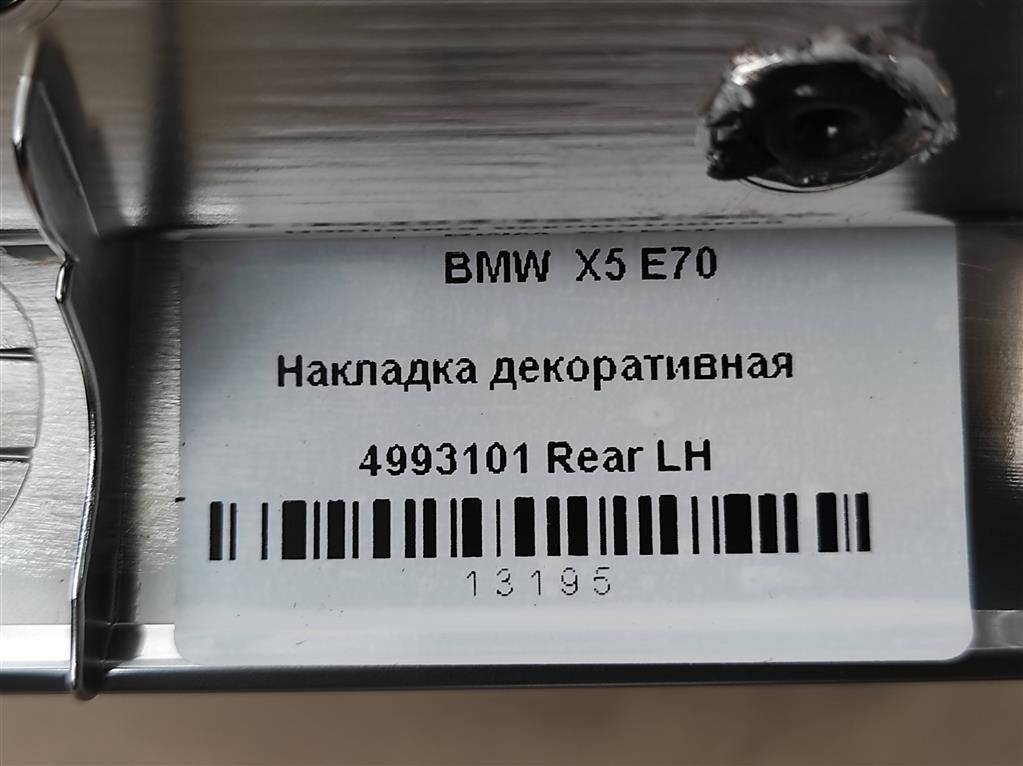 BMW X5 E70
Накладка декоративная
4993101 Rear LH
13195